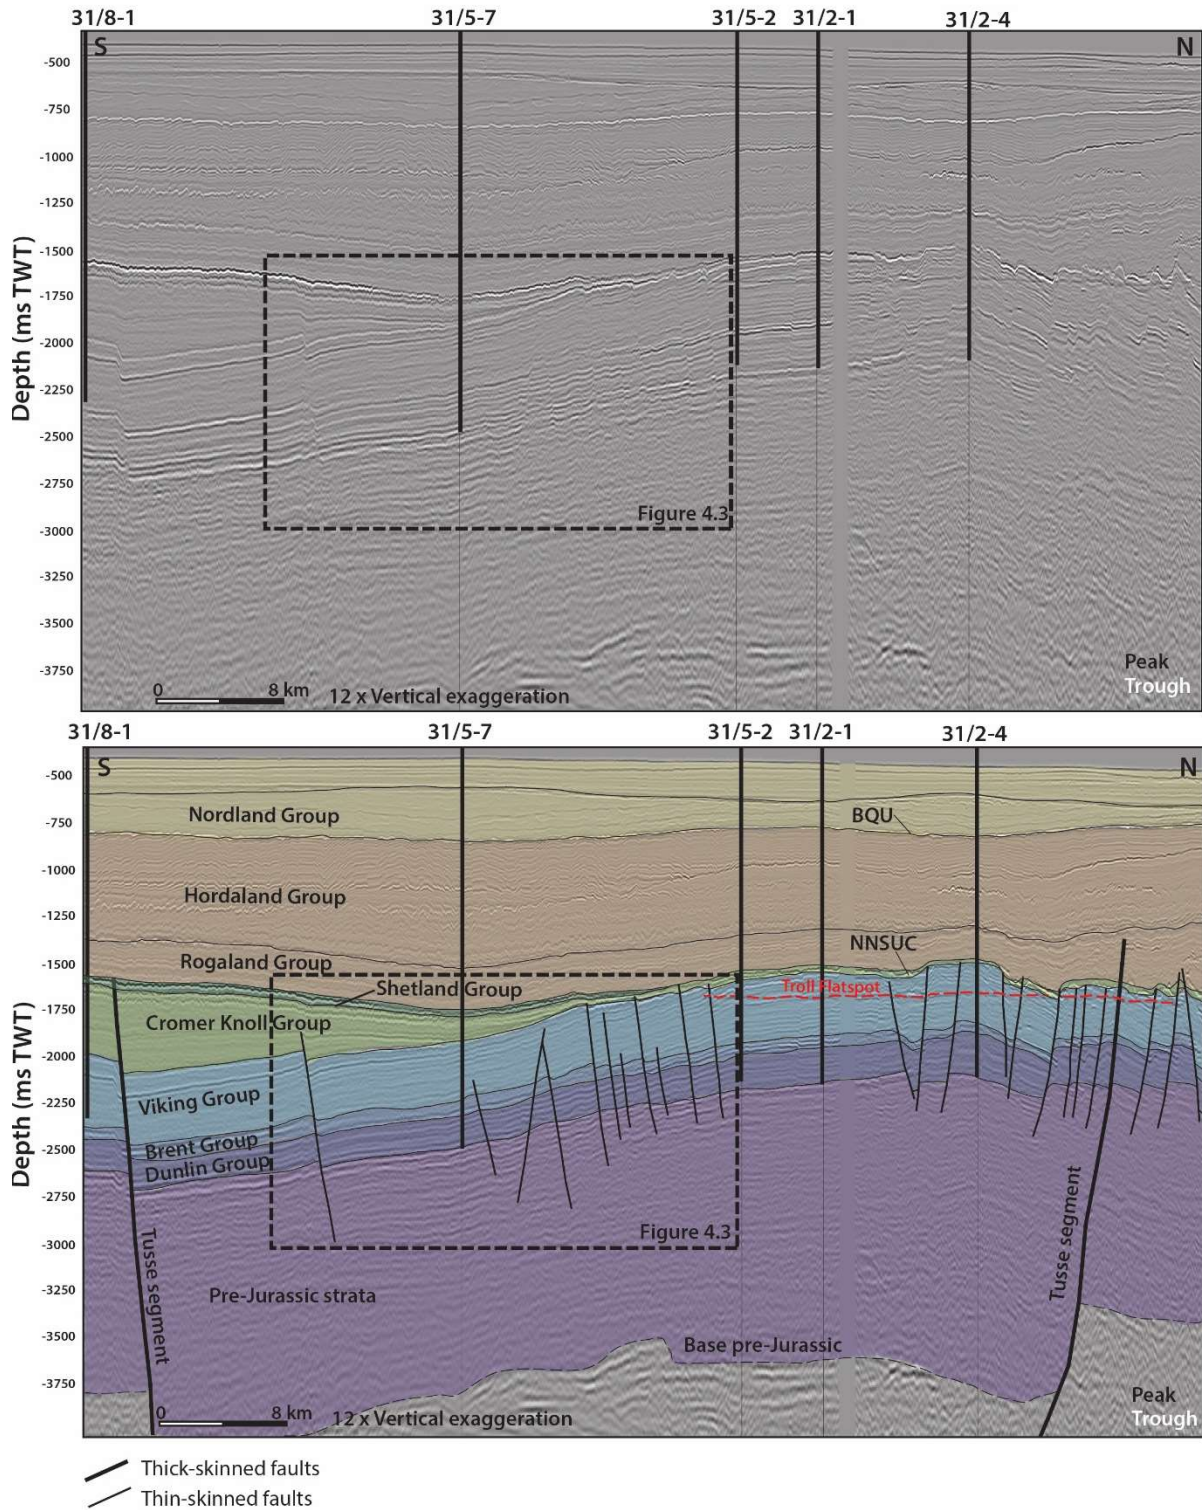 31/8-1 31/5-7 31/5-2 31/2-1 31/2-4
S N
-500
-750
-1000
-1250
-1500
-1750
-2000
-2250
-2500
-2750
-3000
-3250
-3500
-3750
Depth (ms TWT)
Figure 4.3
Peak
Trough
0 8 km 12 x Vertical exaggeration
31/8-1 31/5-7 31/5-2 31/2-1 31/2-4
S N
-500
-750
-1000
-1250
-1500
-1750
-2000
-2250
-2500
-2750
-3000
-3250
-3500
-3750
Depth (ms TWT)
Nordland Group
BQU
Hordaland Group
NNSUC
Rogaland Group
Shetland Group
Troll Flatspot
Cromer Knoll Group
Viking Group
Brent Group
Dunlin Group
Figure 4.3
Tusse segment
Tusse segment
Pre-Jurassic strata
Base pre-Jurassic
Peak
Trough
0 8 km 12 x Vertical exaggeration
Thick-skinned faults
Thin-skinned faults